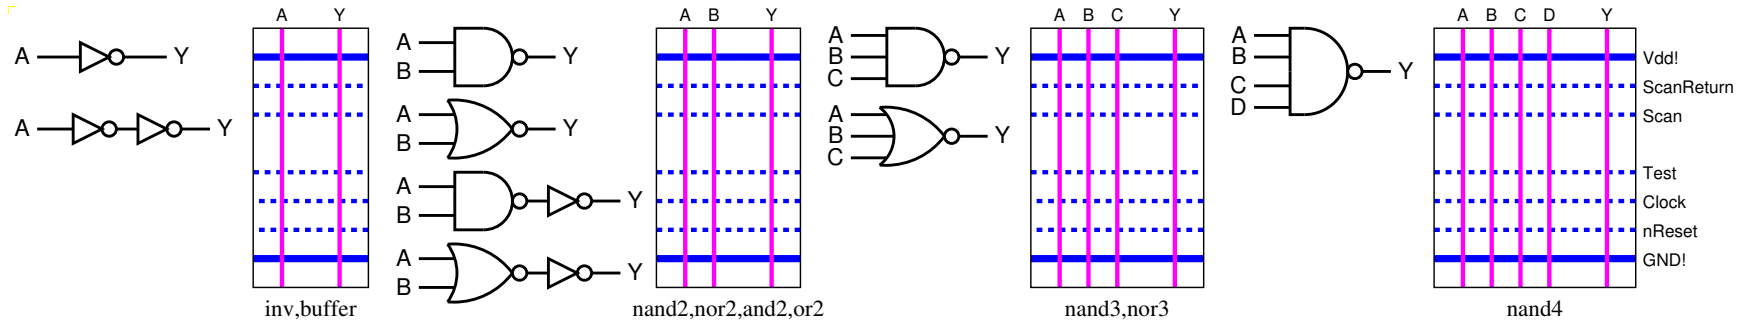 A Y
A Y
A Y
inv,buffer
A Y
B
A Y
B
A Y
B
A Y
B
A B Y
nand2,nor2,and2,or2
A
B Y
C
A
B Y
C
A B C Y
nand3,nor3
A
B Y
C
D
A B C D Y
Vdd!
ScanReturn
Scan
Test
Clock
nReset
GND!
nand4